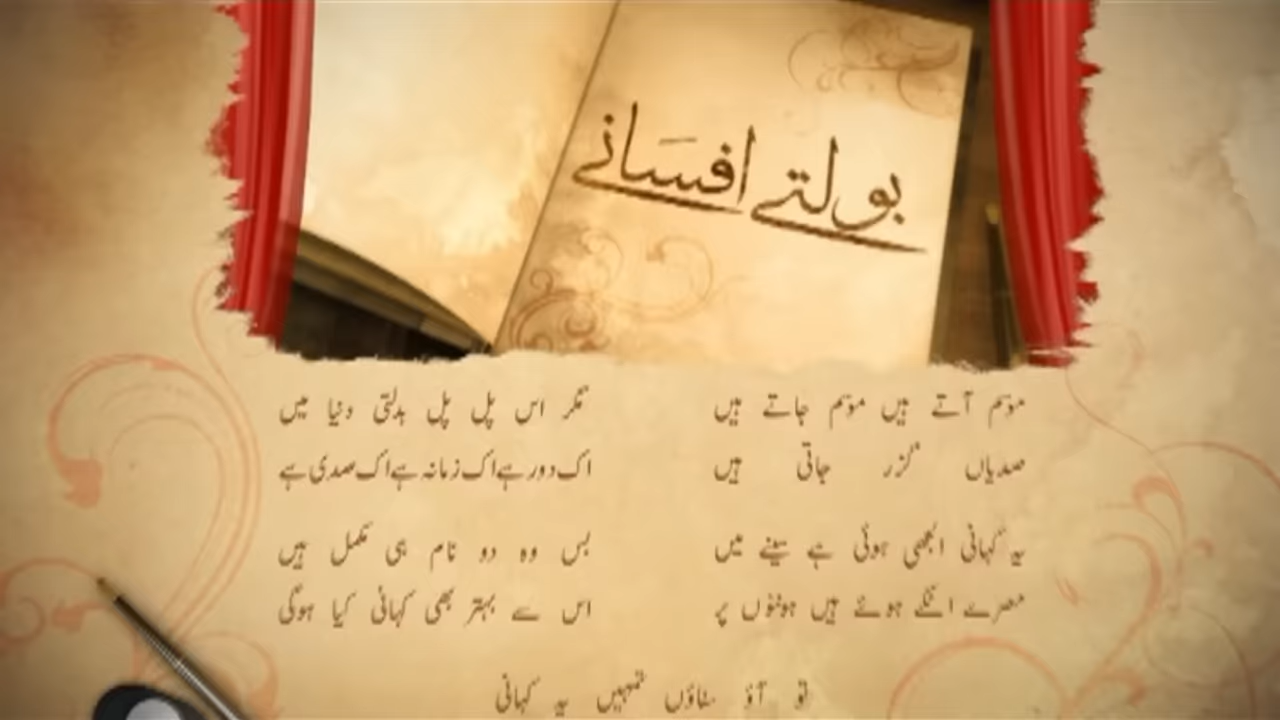 بولتے افسانے
موسم آتے ہیں موسم جاتے ہیں
مگر اس پل پل بدلتی دنیا میں
صدیاں گزر جاتی ہیں
اک دور ہے اک زمانہ ہے اک صدی ہے
یہ کہانی الجھی ہوئی ہے سینے میں
بس وہ دو نام ہی مکمل ہیں
مصرعے اٹکے ہوئے ہیں ہونٹوں پر
اس سے بہتر بھی کہانی کیا ہوگی
تو آؤ سناؤں تمہیں یہ کہانی